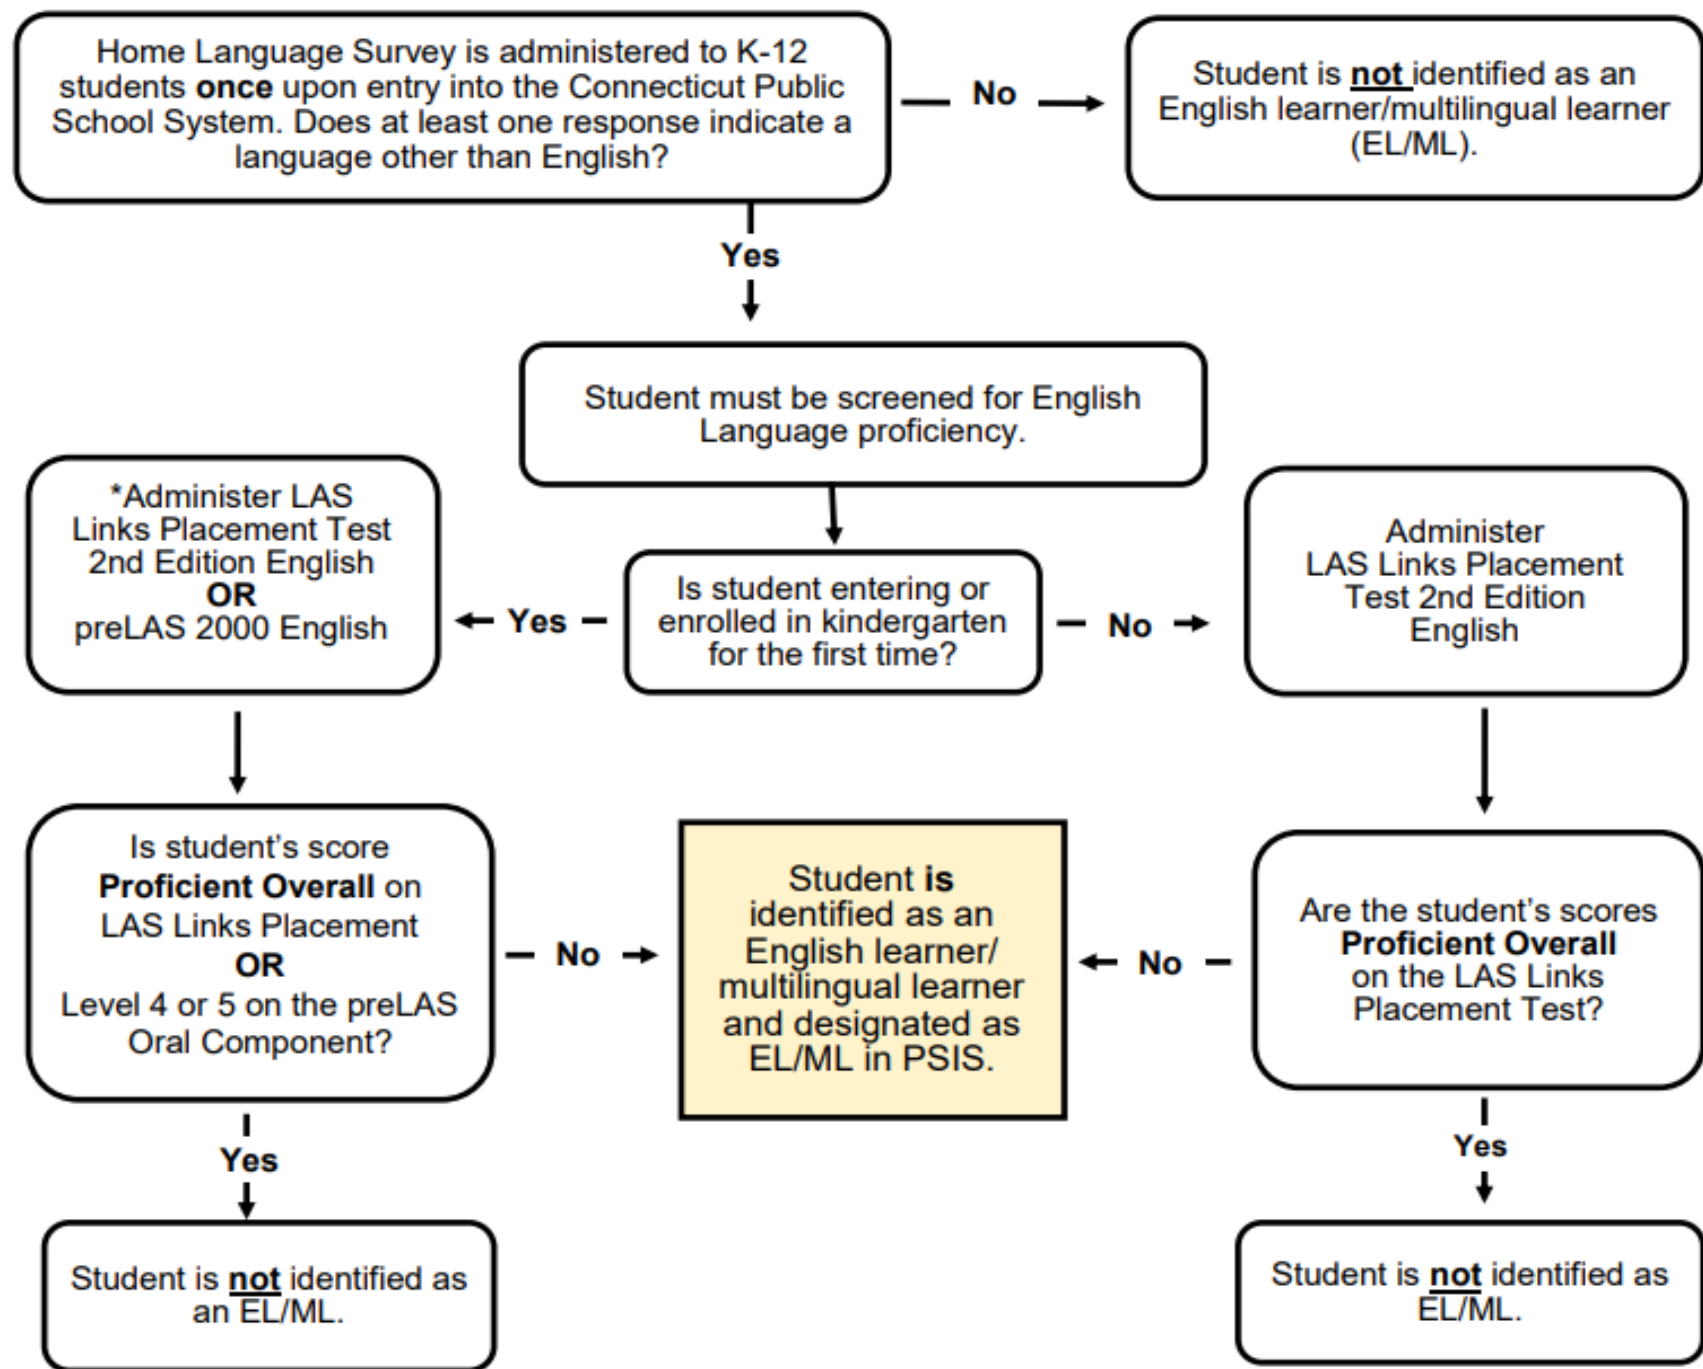 Home Language Survey is administered to K-12
students once upon entry into the Connecticut Public
School System. Does at least one response indicate a
language other than English?
No
Student is not identified as an
English learner/multilingual learner
(EL/ML).
Yes
Student must be screened for English
Language proficiency.
*Administer LAS
Links Placement Test
2nd Edition English
OR
preLAS 2000 English
Yes
Is student entering or
enrolled in kindergarten
for the first time?
No
Administer
LAS Links Placement
Test 2nd Edition
English
Is student’s score
Proficient Overall on
LAS Links Placement
OR
Level 4 or 5 on the preLAS
Oral Component?
No
Student is
identified as an
English learner/
multilingual learner
and designated as
EL/ML in PSIS.
No
Are the student’s scores
Proficient Overall
on the LAS Links
Placement Test?
Yes
Yes
Student is not identified as
an EL/ML.
Student is not identified as
EL/ML.